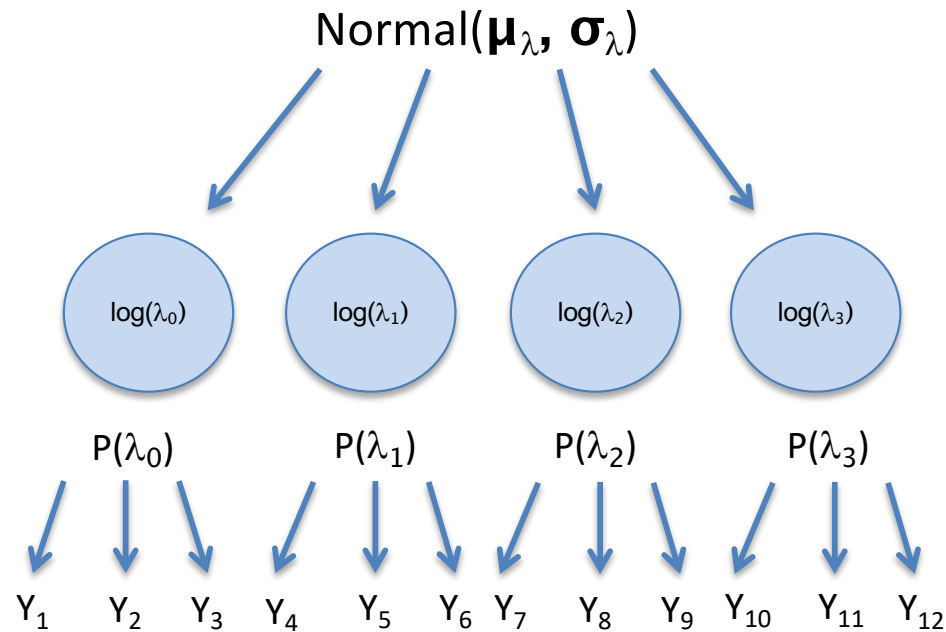 Normal(μλ, σλ)
log(λ0) log(λ1) log(λ2) log(λ3)
P(λ0) P(λ1) P(λ2) P(λ3)
Y1 Y2 Y3 Y4 Y5 Y6 Y7 Y8 Y9 Y10 Y11 Y12